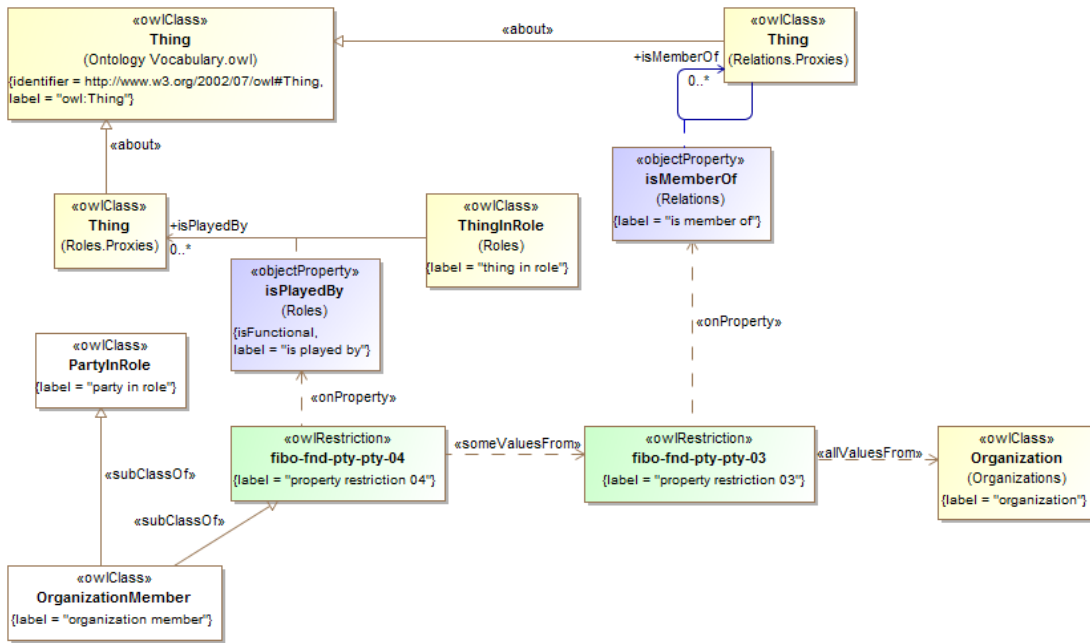 «owlClass»
Thing
(Ontology Vocabulary.owl)
{identifier = http://www.w3.org/2002/07/owl#Thing,
label = "owl:Thing"}
«about»
«owlClass»
Thing
(Relations.Proxies)
+isMemberOf
0..*
«about»
«objectProperty»
isMemberOf
(Relations)
{label = "is member of"}
«owlClass»
Thing
(Roles.Proxies)
+isPlayedBy
0..*
«owlClass»
ThingInRole
(Roles)
{label = "thing in role"}
«objectProperty»
isPlayedBy
(Roles)
{isFunctional,
label = "is played by"}
«onProperty»
«owlClass»
PartyInRole
{label = "party in role"}
«onProperty»
«subClassOf»
«owlRestriction»
fibo-fnd-pty-pty-04
{label = "property restriction 04"}
«someValuesFrom»
«owlRestriction»
fibo-fnd-pty-pty-03
{label = "property restriction 03"}
«allValuesFrom»
«owlClass»
Organization
(Organizations)
{label = "organization"}
«subClassOf»
«owlClass»
OrganizationMember
{label = "organization member"}